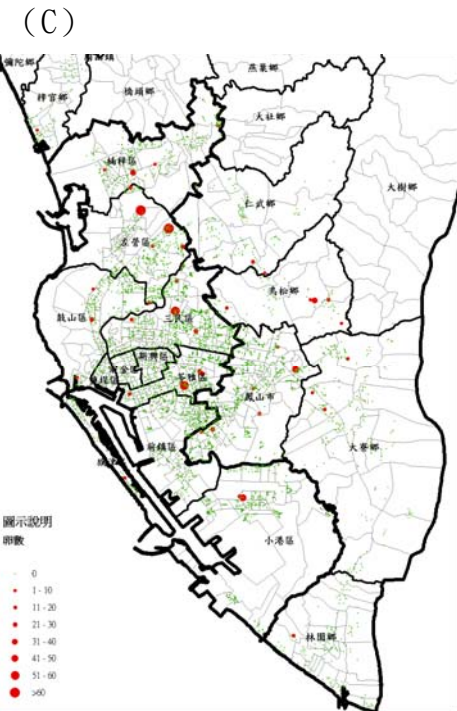 (C)
彌陀鄉
燕巢鄉
梓官鄉
橋頭鄉
大社鄉
楠梓區
大樹鄉
仁武鄉
左營區
鳥松鄉
鼓山區
三民區
新興區
苓雅區
鳳山市
前鎮區
大寮鄉
小港區
林園鄉
圖示說明
卵數
0
1 - 10
11 - 20
21 - 30
31 - 40
41 - 50
51 - 60
>60